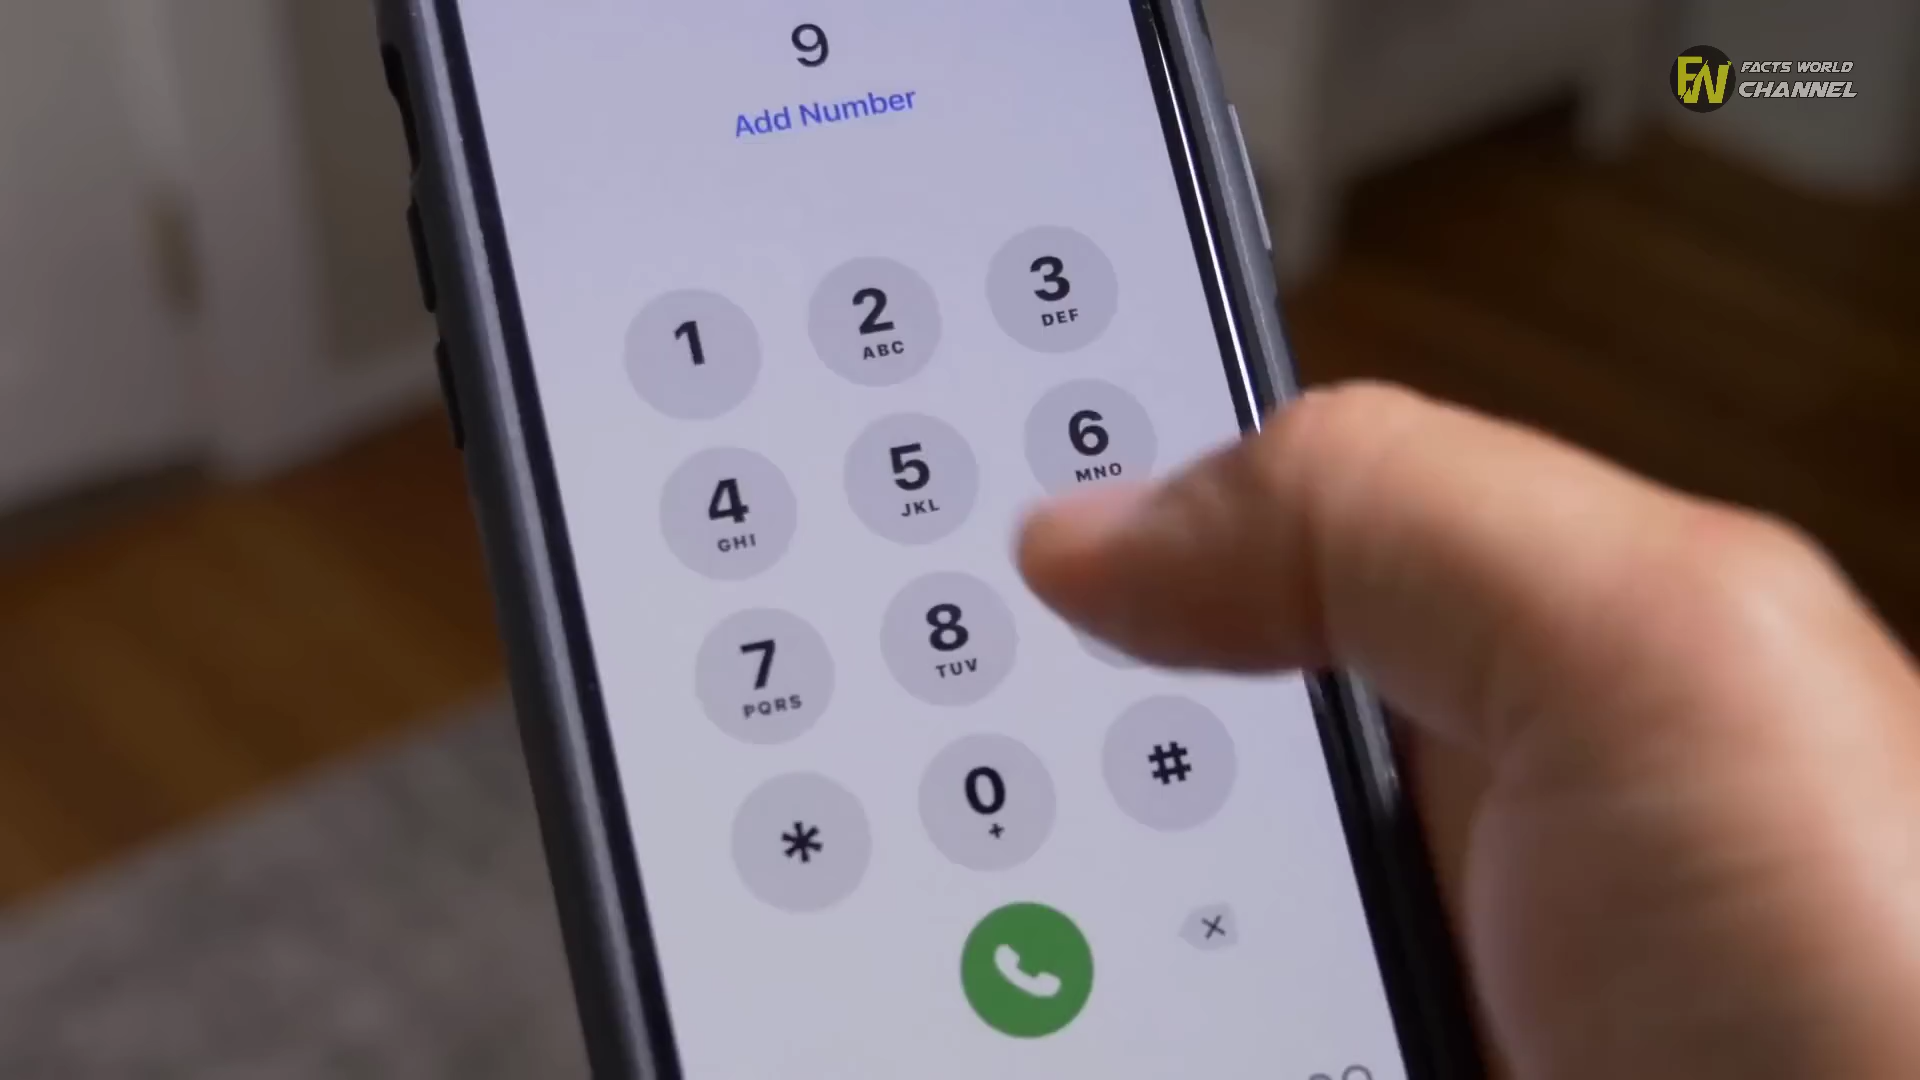 9
Add Number
1
2
ABC
3
DEF
4
GHI
5
JKL
6
MNO
7
PQRS
8
TUV
*
0
+
#
FW FACTS WORLD
CHANNEL